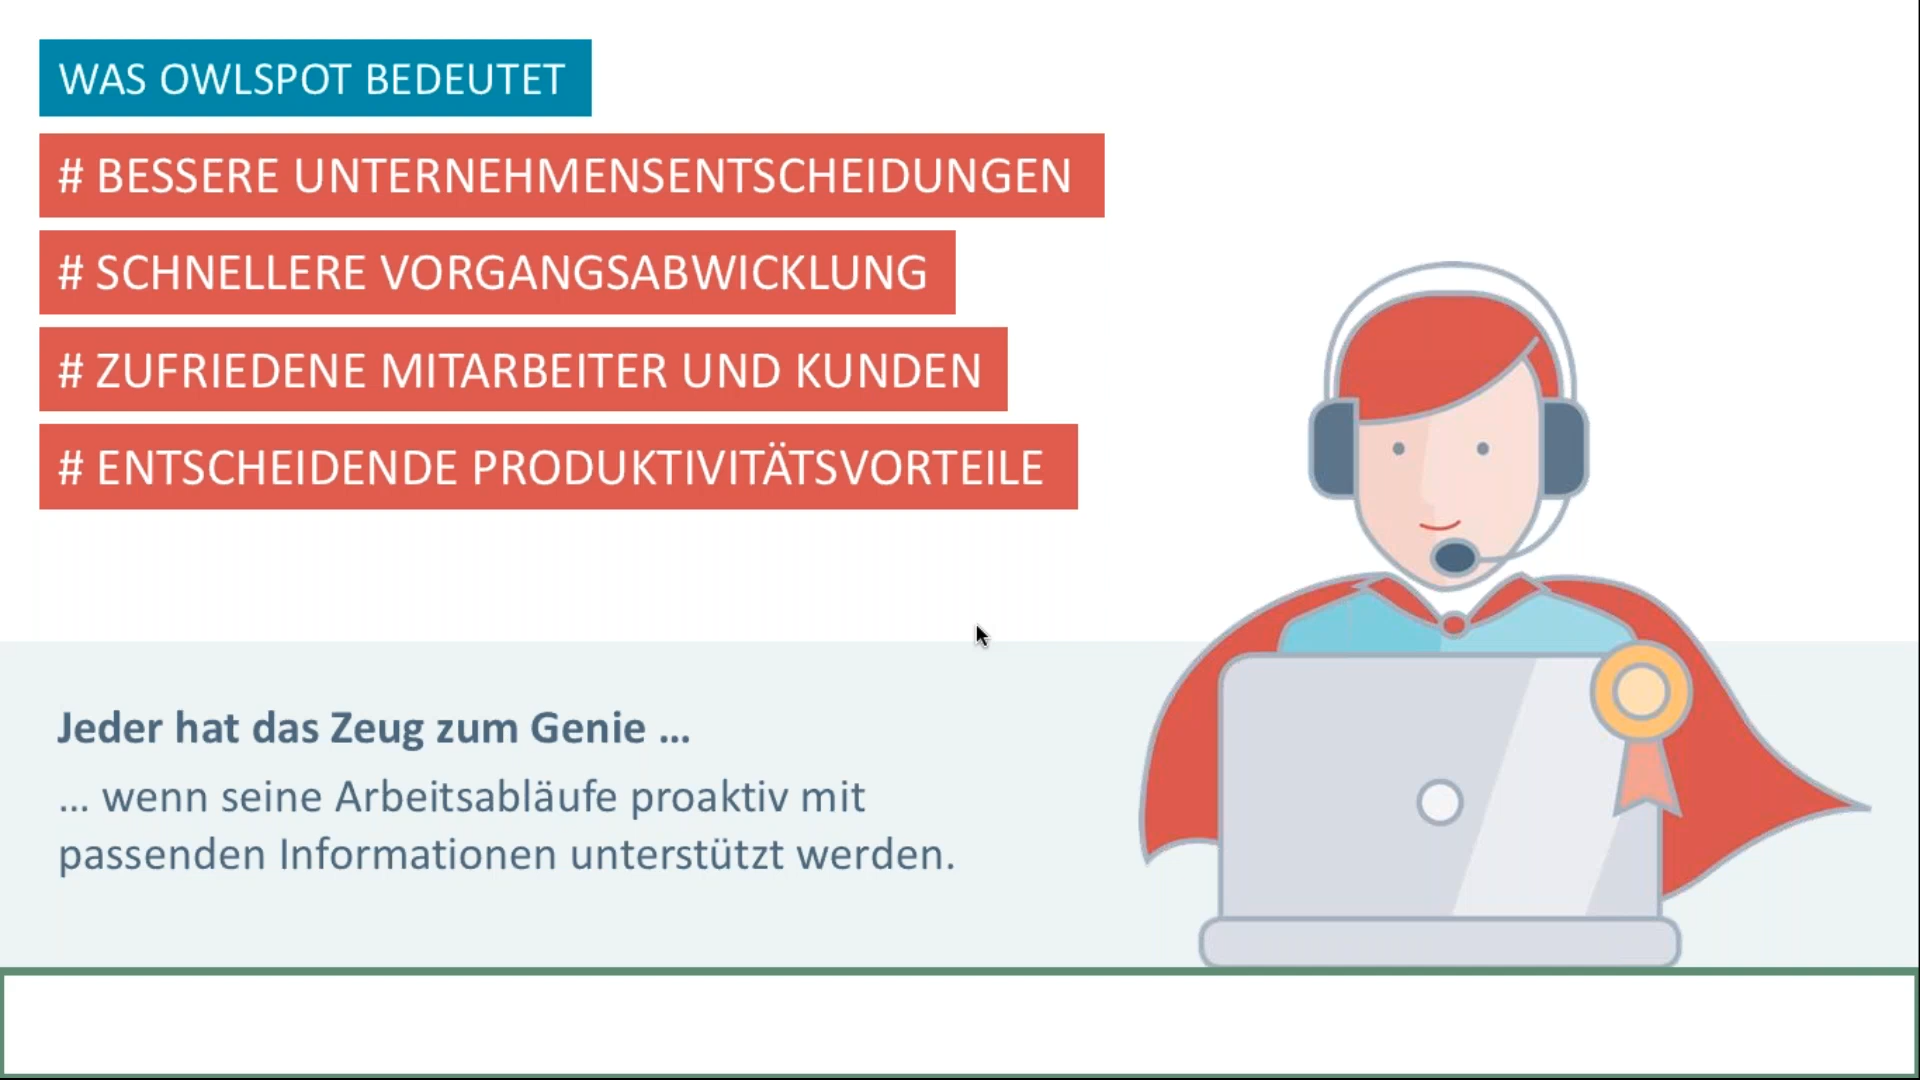 WAS OWLSPOT BEDEUTET
# BESSERE UNTERNEHMENSENTSCHEIDUNGEN
# SCHNELLERE VORGANGSABWICKLUNG
# ZUFRIEDENE MITARBEITER UND KUNDEN
# ENTSCHEIDENDE PRODUKTIVITÄTSVORTEILE
Jeder hat das Zeug zum Genie ...
... wenn seine Arbeitsabläufe proaktiv mit
passenden Informationen unterstützt werden.